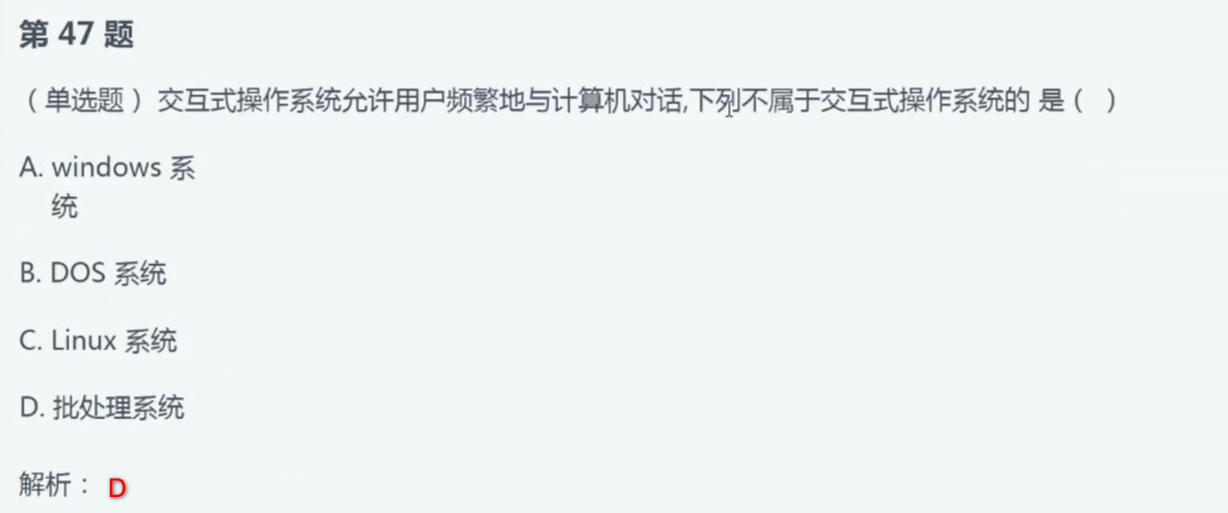 第 47 题
（单选题） 交互式操作系统允许用户频繁地与计算机对话,下列不属于交互式操作系统的 是（  ）
A. windows 系
统
B. DOS 系统
C. Linux 系统
D. 批处理系统
解析： D